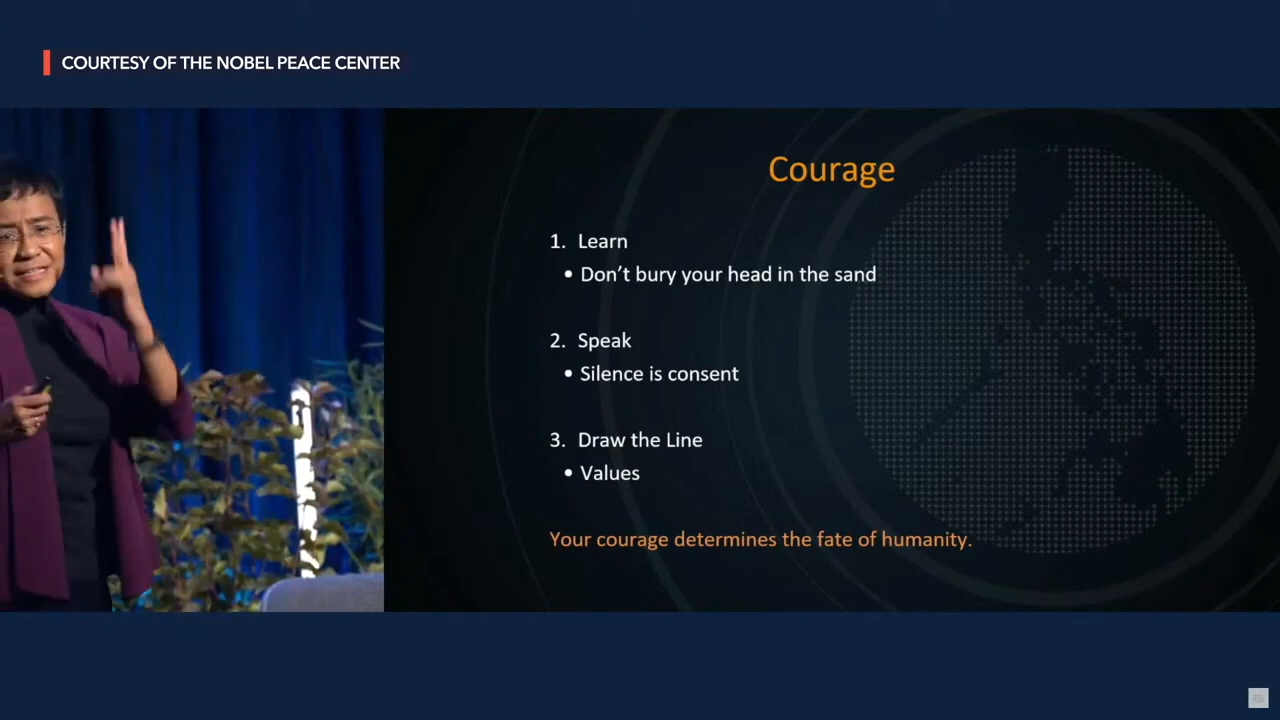 COURTESY OF THE NOBEL PEACE CENTER
Courage
1. Learn
• Don't bury your head in the sand
2. Speak
• Silence is consent
3. Draw the Line
• Values
Your courage determines the fate of humanity.